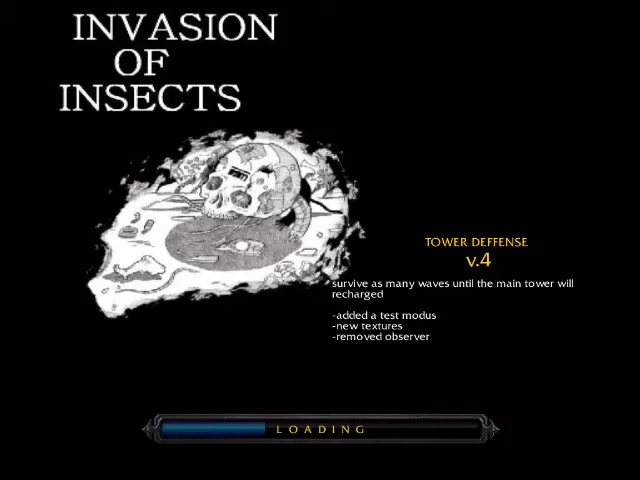 INVASION
OF
INSECTS
TOWER DEFFENSE
v.4
survive as many waves until the main tower will
recharged
-added a test modus
-new textures
-removed observer
LOADING